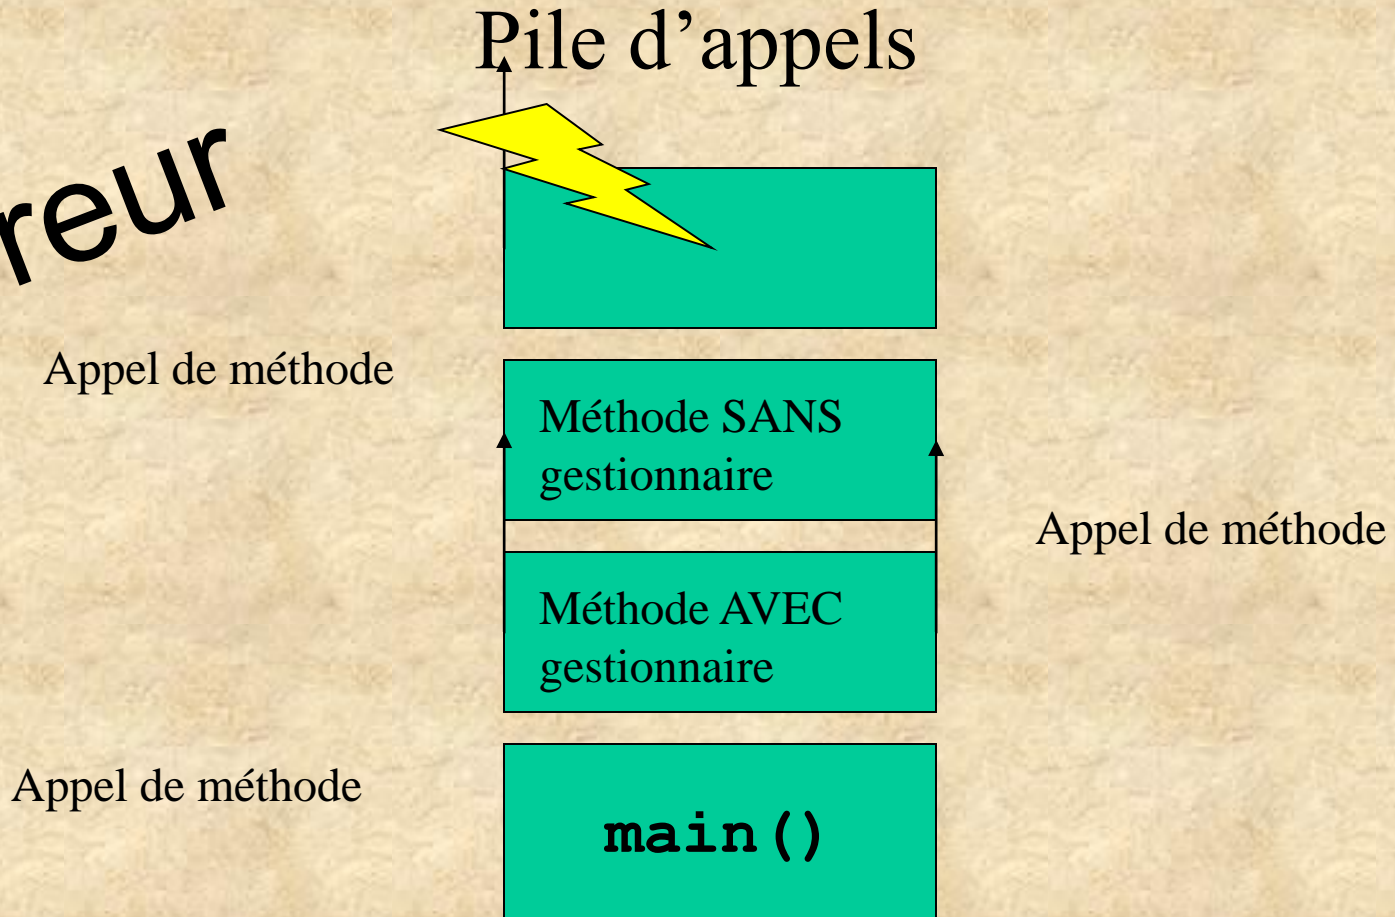 Pile d’appels
reur
Appel de méthode
Méthode SANS
gestionnaire
Appel de méthode
Méthode AVEC
gestionnaire
Appel de méthode
main()